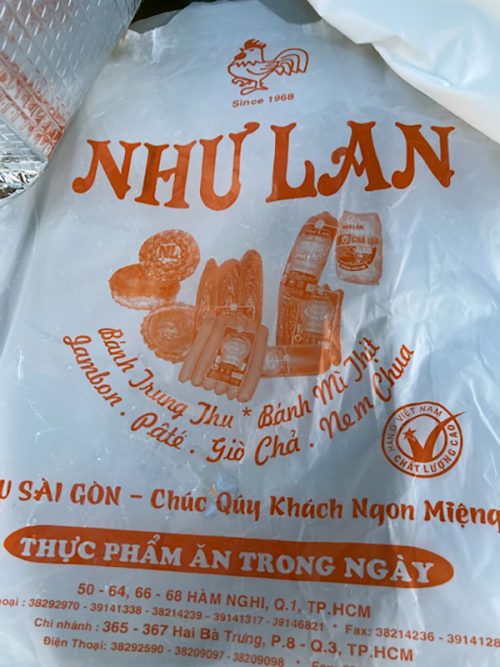 Since 1968
NHƯ LAN
Bánh Trung Thu * Bánh Mì Thịt
Jambon . Pâté . Giò Chả . Nem Chua
HÀNG VIỆT NAM
CHẤT LƯỢNG CAO
SÀI GÒN – Chúc Qúy Khách Ngon Miệng
THỰC PHẨM ĂN TRONG NGÀY
50 - 64, 66 - 68 HÀM NGHI, Q.1, TP.HCM
: 38292970 - 39141338 - 38214239 - 39141317 - 39146821 * Fax: 38214236 -
Chi nhánh : 365 - 367 Hai Bà Trưng, P.8 - Q.3, TP.HCM
Điện Thoại: 38292590 - 38209097 - 38209098 *